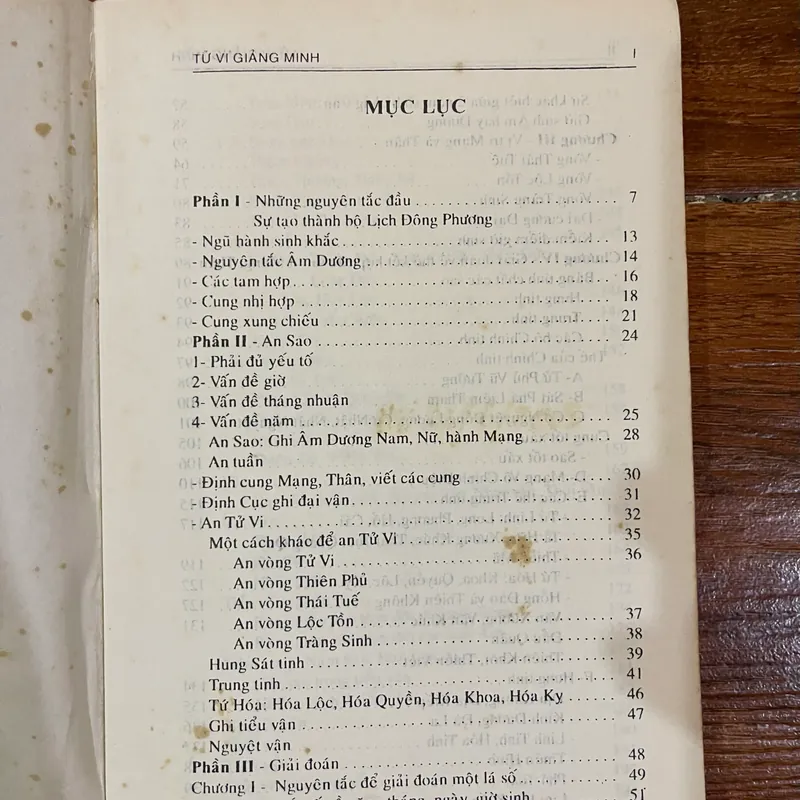 TỬ VI GIẢNG MINH I
MỤC LỤC
Phần I - Những nguyên tắc đầu ........................ 7
Sự tạo thành bộ Lịch Đông Phương
- Ngũ hành sinh khắc ........................ 13
- Nguyên tắc Âm Dương ........................ 14
- Các tam hợp ........................ 16
- Cung nhị hợp ........................ 18
- Cung xung chiếu ........................ 21
Phần II - An Sao ........................ 24
1- Phải đủ yếu tố
2- Vấn đề giờ
3- Vấn đề tháng nhuận
4- Vấn đề năm ........................ 25
An Sao: Ghi Âm Dương Nam, Nữ, hành Mạng .......... 28
An tuần
- Định cung Mạng, Thân, viết các cung ................ 30
- Định Cục ghi đại vận ........................ 31
- An Tử Vi ........................ 32
Một cách khác để an Tử Vi ........................ 35
An vòng Tử Vi ........................ 36
An vòng Thiên Phủ
An vòng Thái Tuế
An vòng Lộc Tồn ........................ 37
An vòng Tràng Sinh ........................ 38
Hung Sát tinh ........................ 39
Trung tinh ........................ 41
Tứ Hóa: Hóa Lộc, Hóa Quyền, Hóa Khoa, Hóa Kỵ ....... 46
Ghi tiểu vận ........................ 47
Nguyệt vận
Phần III - Giải đoán ........................ 48
Chương I - Nguyên tắc để giải đoán một lá số ............ 49
tháng, ngày, giờ sinh ........ 51